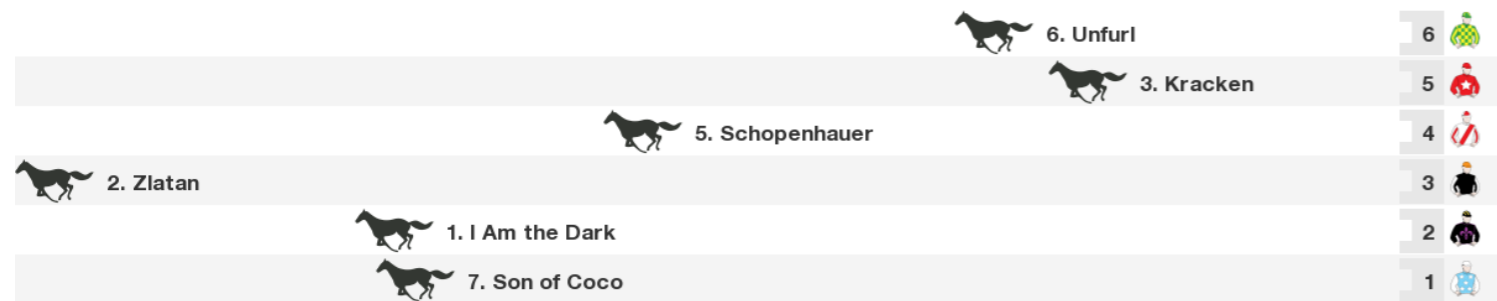 6. Unfurl 6
3. Kracken 5
5. Schopenhauer 4
2. Zlatan 3
1. I Am the Dark 2
7. Son of Coco 1